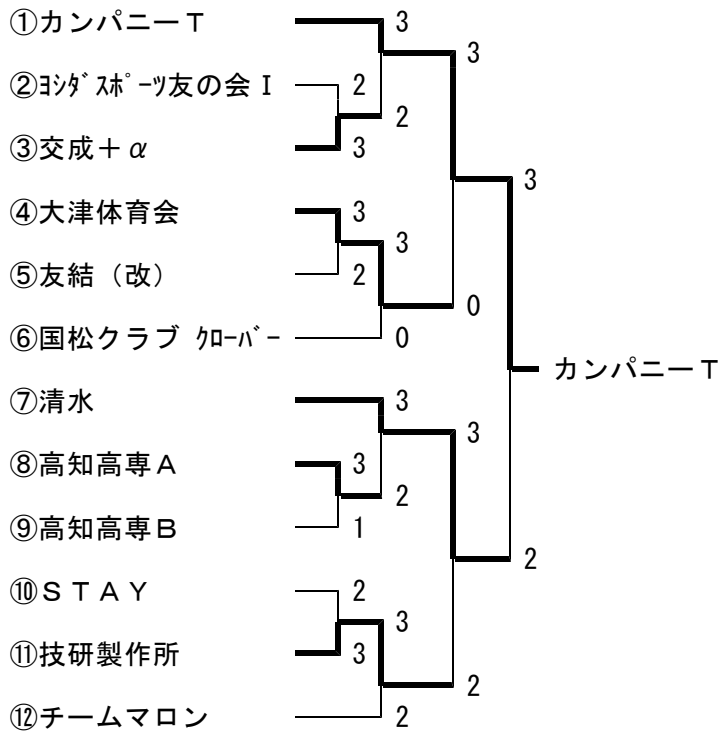 ①カンパニーＴ 3
3
②ﾖｼﾀﾞｽﾎﾟｰﾂ友の会Ⅰ 2
2
③交成＋α 3
3
④大津体育会 3
3
⑤友結（改） 2
0
⑥国松クラブ ｸﾛｰﾊﾞｰ 0
カンパニーＴ
⑦清水 3
3
⑧高知高専Ａ 3
2
⑨高知高専Ｂ 1
2
⑩ＳＴＡＹ 2
3
⑪技研製作所 3
2
⑫チームマロン 2